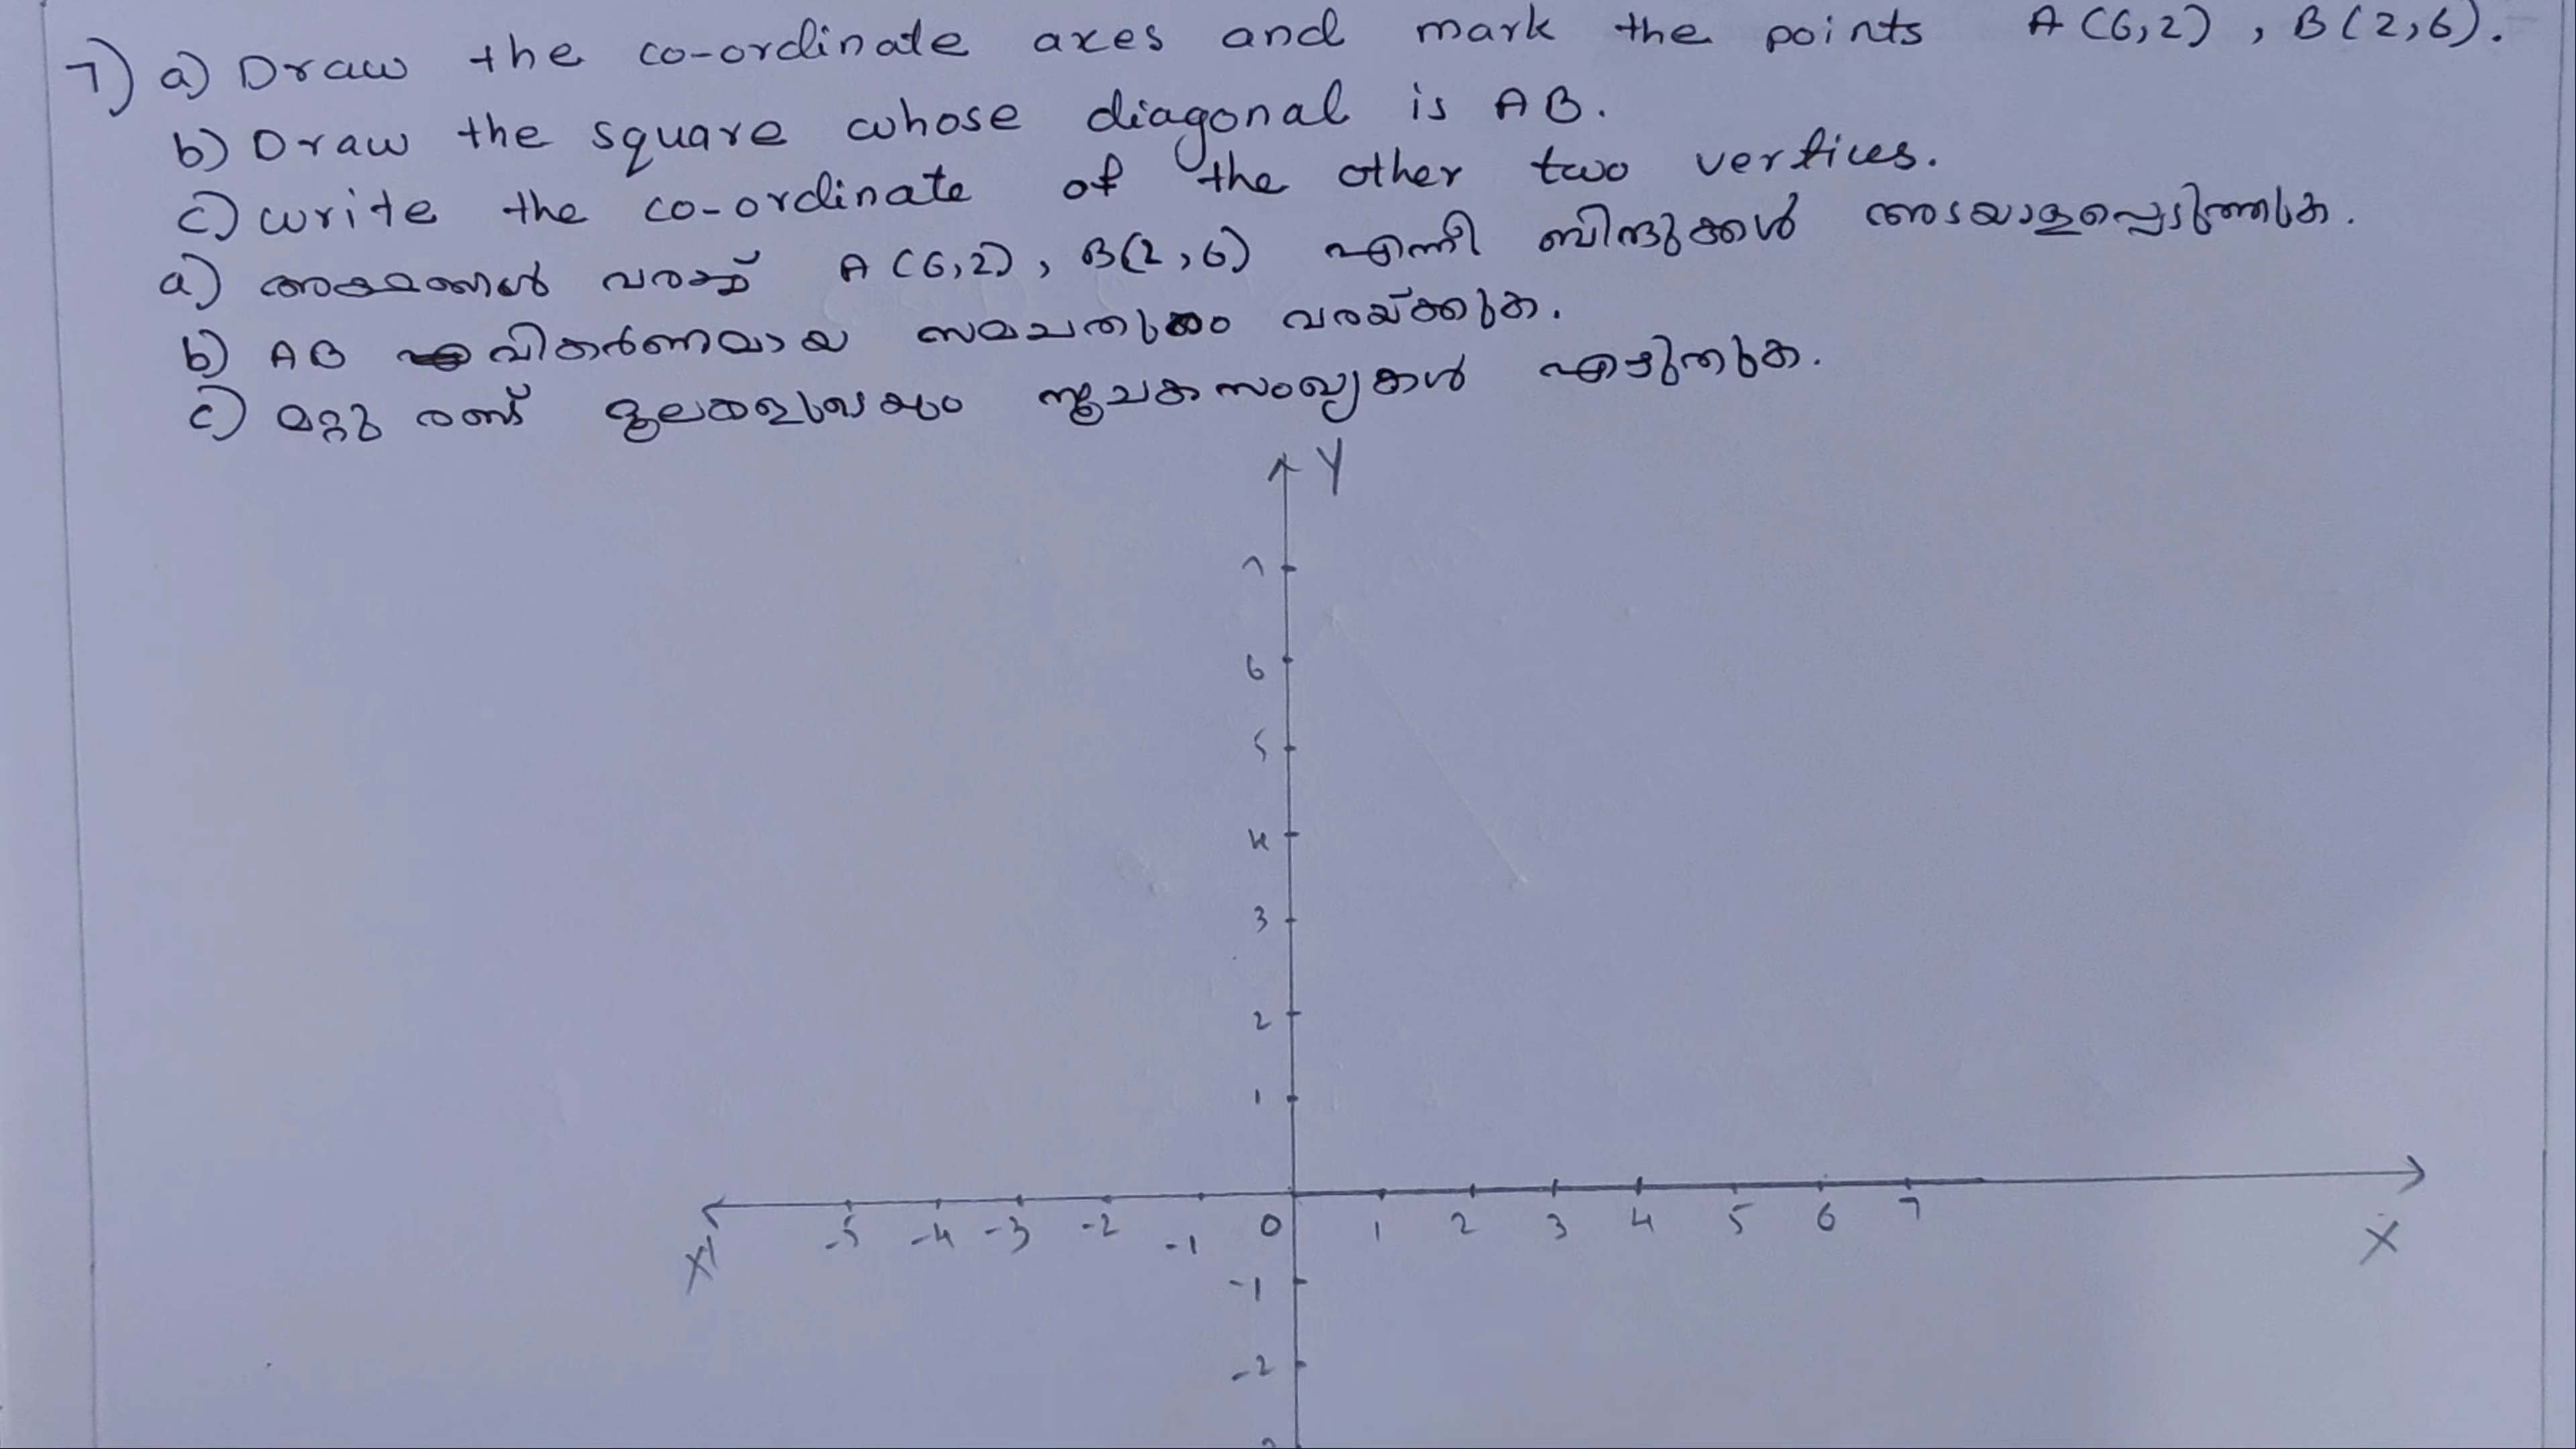 7) a) Draw the co-ordinate axes and mark the points A (6,2) , B (2,6).
b) Draw the square whose diagonal is AB.
c) write the co-ordinate of the other two vertices.
a) അക്ഷങ്ങൾ വരച്ച് A (6,2) , B(2,6) എന്നീ ബിന്ദുക്കൾ അടയാളപ്പെടുത്തുക.
b) AB വികർണമായ സമചതുരം വരയ്ക്കുക.
c) മറ്റു രണ്ട് മൂലകളുടെയും സൂചകസംഖ്യകൾ എഴുതുക.
Y
7
6
5
4
3
2
1
X' -5 -4 -3 -2 -1 0 1 2 3 4 5 6 7 X
-1
-2